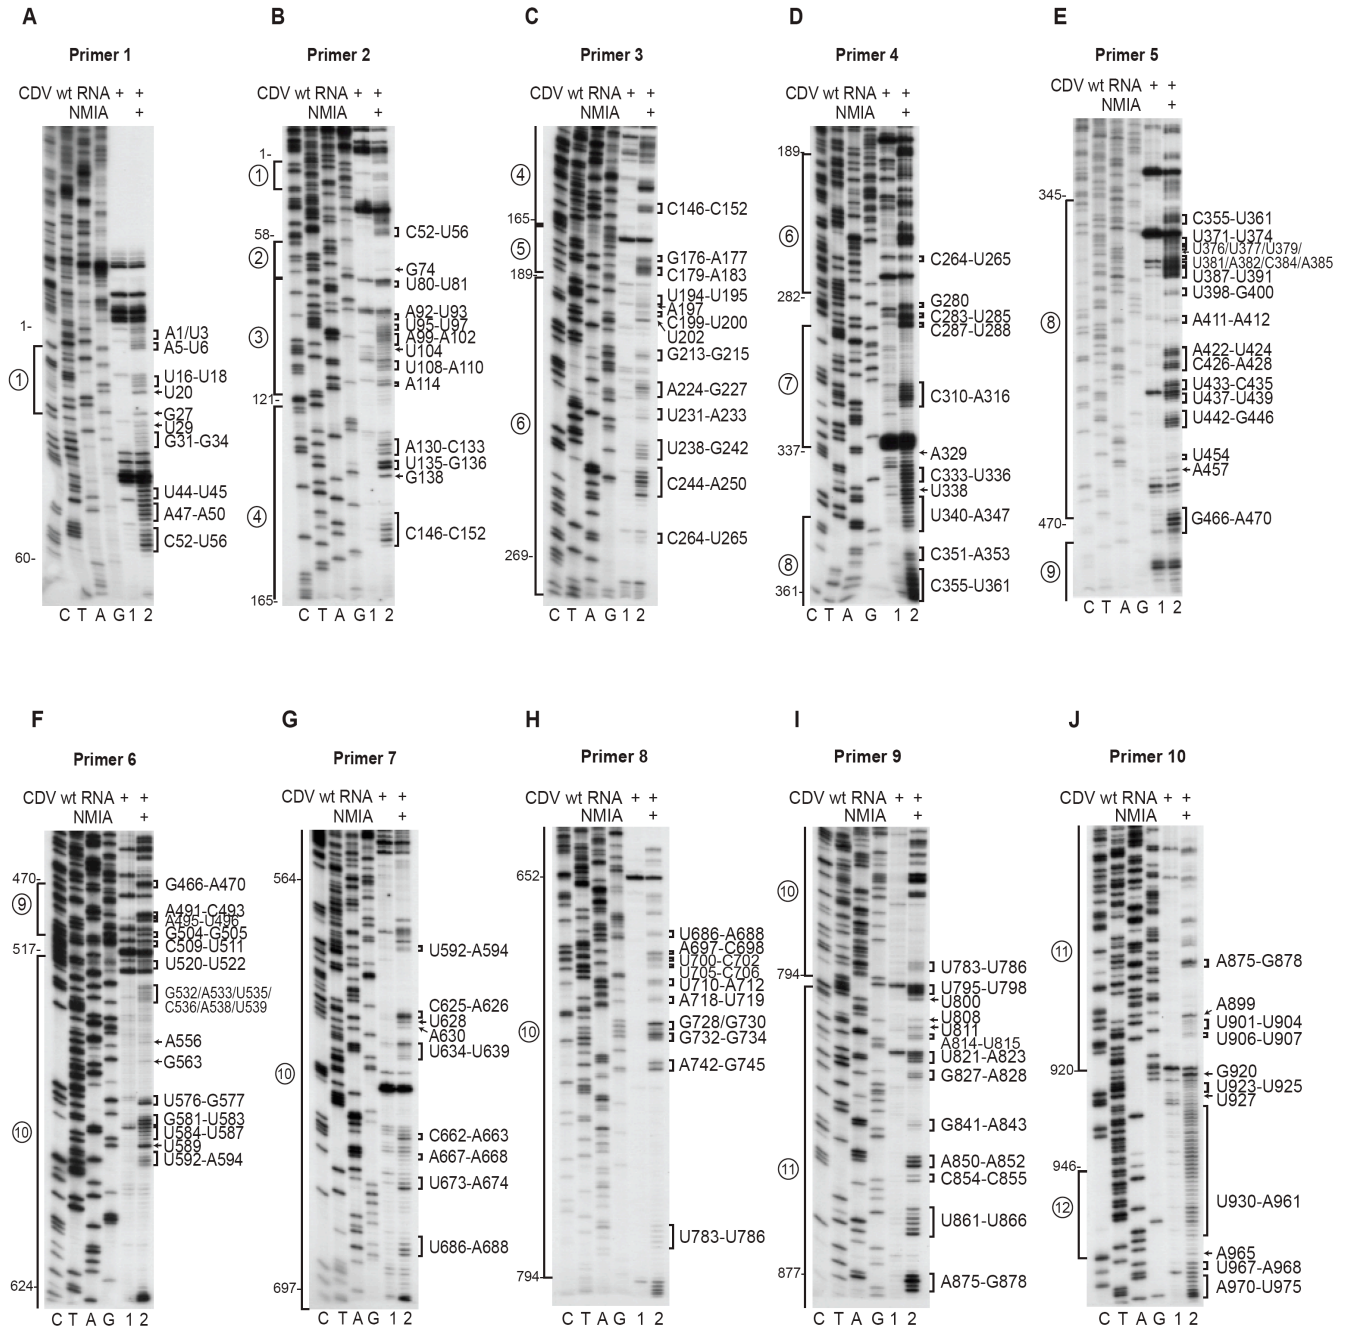 A
Primer 1
CDV wt RNA + +
NMIA +
1-
①
60-
A1/U3
A5-U6
U16-U18
U20
G27
U29
G31-G34
U44-U45
A47-A50
C52-U56
C T A G 1 2
B
Primer 2
CDV wt RNA + +
NMIA +
1-
①
58-
②
③
121-
④
165-
C52-U56
G74
U80-U81
A92-U93
U95-U97
A99-A102
U104
U108-A110
A114
A130-C133
U135-G136
G138
C146-C152
C T A G 1 2
C
Primer 3
CDV wt RNA + +
NMIA +
④
165-
⑤
189-
⑥
269-
C146-C152
G176-A177
C179-A183
U194-U195
A197
C199-U200
U202
G213-G215
A224-G227
U231-A233
U238-G242
C244-A250
C264-U265
C T A G 1 2
D
Primer 4
CDV wt RNA + +
NMIA +
189-
⑥
282-
⑦
337-
⑧
361-
C264-U265
G280
C283-U285
C287-U288
C310-A316
A329
C333-U336
U338
U340-A347
C351-A353
C355-U361
C T A G 1 2
E
Primer 5
CDV wt RNA + +
NMIA +
345-
⑧
470-
⑨
C355-U361
U371-U374
U376/U377/U379/
U381/A382/C384/A385
U387-U391
U398-G400
A411-A412
A422-U424
C426-A428
U433-C435
U437-U439
U442-G446
U454
A457
G466-A470
C T A G 1 2
F
Primer 6
CDV wt RNA + +
NMIA +
470-
⑨
517-
⑩
624-
G466-A470
A491-C493
A495-U496
G504-G505
C509-U511
U520-U522
G532/A533/U535/
C536/A538/U539
A556
G563
U576-G577
G581-U583
U584-U587
U589
U592-A594
C T A G 1 2
G
Primer 7
CDV wt RNA + +
NMIA +
564-
⑩
697-
U592-A594
C625-A626
U628
A630
U634-U639
C662-A663
A667-A668
U673-A674
U686-A688
C T A G 1 2
H
Primer 8
CDV wt RNA + +
NMIA +
652-
⑩
794-
U686-A688
A697-C698
U700-C702
U705-C706
U710-A712
A718-U719
G728/G730
G732-G734
A742-G745
U783-U786
C T A G 1 2
I
Primer 9
CDV wt RNA + +
NMIA +
⑩
794-
⑪
877-
U783-U786
U795-U798
U800
U808
U811
A814-U815
U821-A823
G827-A828
G841-A843
A850-A852
C854-C855
U861-U866
A875-G878
C T A G 1 2
J
Primer 10
CDV wt RNA + +
NMIA +
⑪
920-
946-
⑫
A875-G878
A899
U901-U904
U906-U907
G920
U923-U925
U927
U930-A961
A965
U967-A968
A970-U975
C T A G 1 2